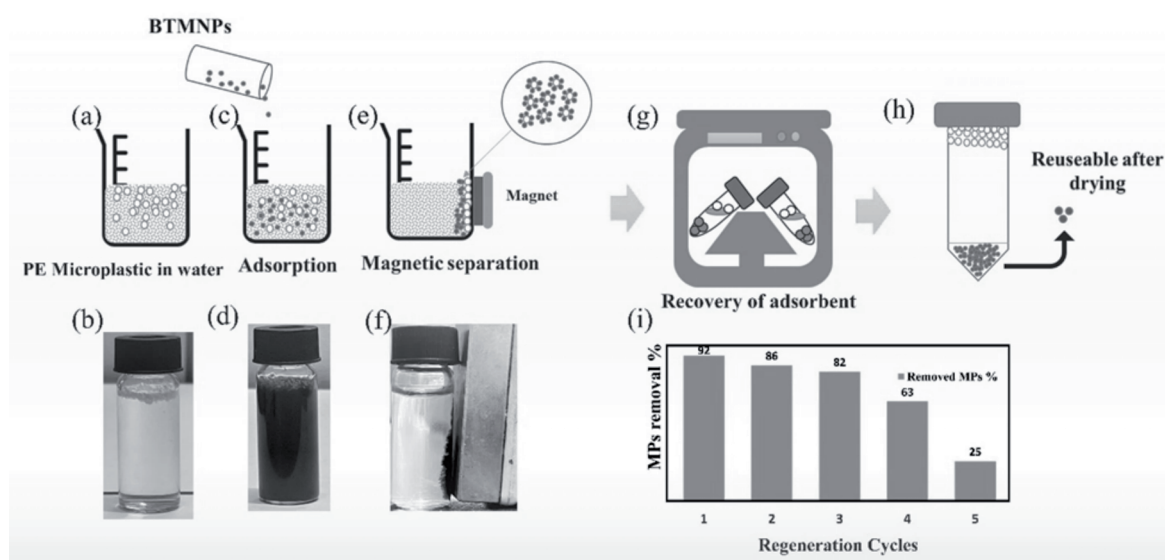 BTMNPs
(a)
(c)
(e)
(g)
(h)
Magnet
Reuseable after
drying
PE Microplastic in water
Adsorption
Magnetic separation
Recovery of adsorbent
(b)
(d)
(f)
(i)
MPs removal %
92
86
82
63
25
Removed MPs %
1
2
3
4
5
Regeneration Cycles